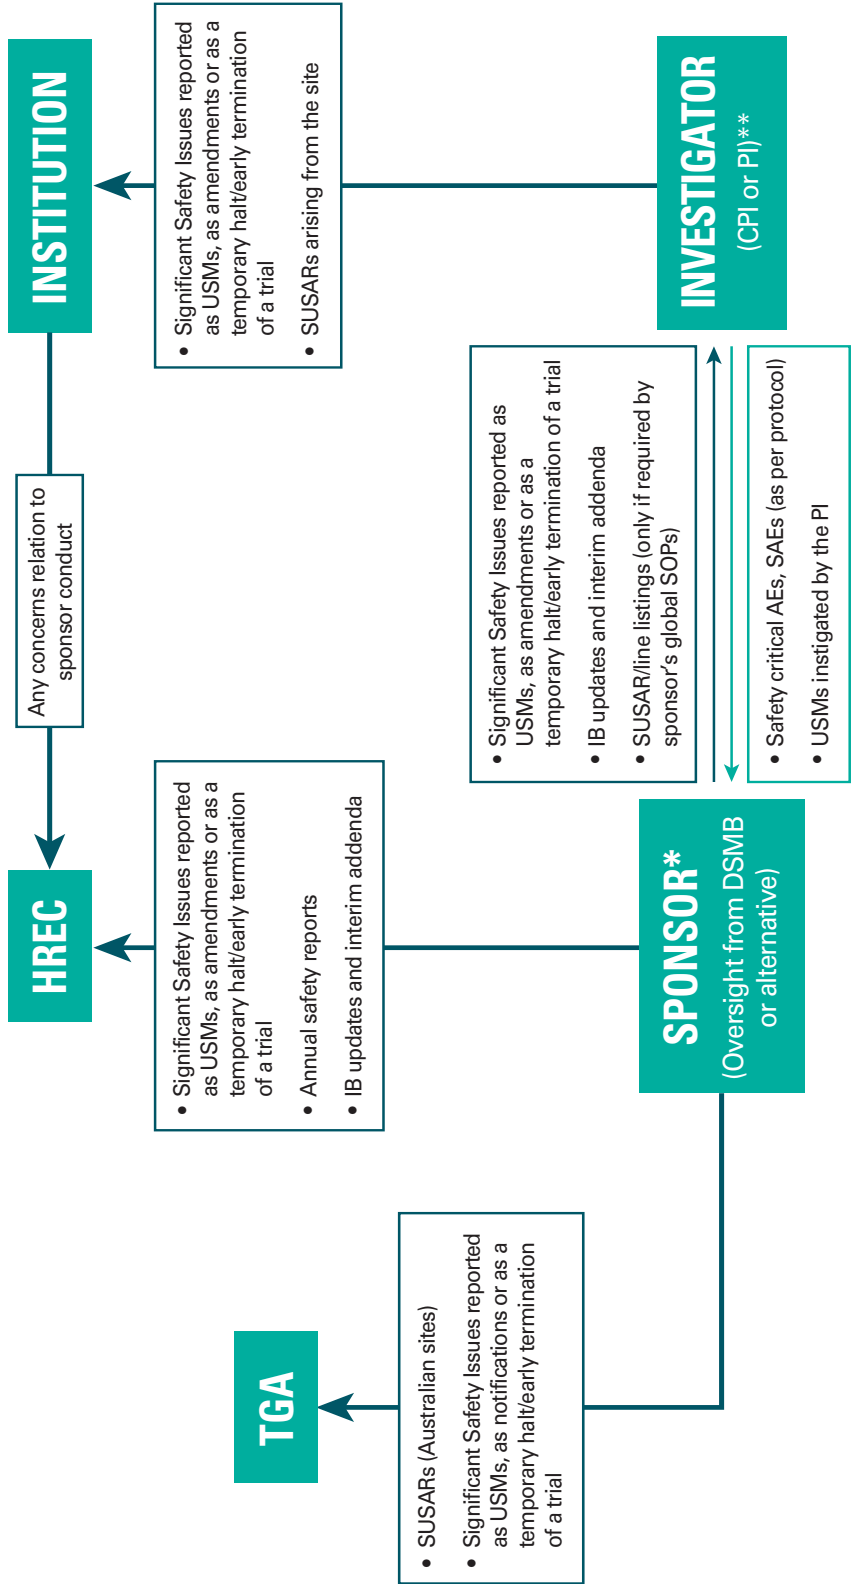 TGA
• SUSARs (Australian sites)
• Significant Safety Issues reported
as USMs, as notifications or as a
temporary halt/early termination
of a trial
HREC
• Significant Safety Issues reported
as USMs, as amendments or as a
temporary halt/early termination
of a trial
• Annual safety reports
• IB updates and interim addenda
Any concerns relation to
sponsor conduct
INSTITUTION
• Significant Safety Issues reported
as USMs, as amendments or as a
temporary halt/early termination
of a trial
• SUSARs arising from the site
SPONSOR*
(Oversight from DSMB
or alternative)
• Significant Safety Issues reported as
USMs, as amendments or as a
temporary halt/early termination of a trial
• IB updates and interim addenda
• SUSAR/line listings (only if required by
sponsor's global SOPs)
• Safety critical AEs, SAEs (as per protocol)
• USMs instigated by the PI
INVESTIGATOR
(CPI or PI)**